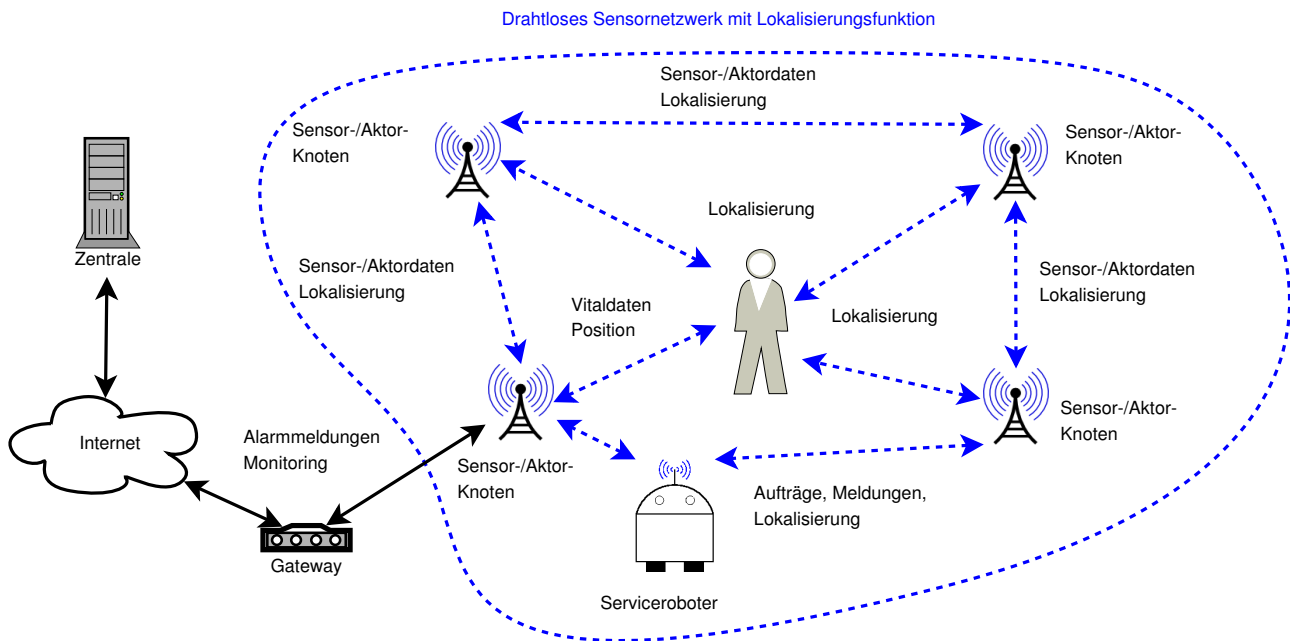 Drahtloses Sensornetzwerk mit Lokalisierungsfunktion
Sensor-/Aktordaten
Lokalisierung
Sensor-/Aktor-
Knoten
Sensor-/Aktor-
Knoten
Lokalisierung
Zentrale
Sensor-/Aktordaten
Lokalisierung
Sensor-/Aktordaten
Lokalisierung
Vitaldaten
Position
Lokalisierung
Internet
Alarmmeldungen
Monitoring
Sensor-/Aktor-
Knoten
Sensor-/Aktor-
Knoten
Aufträge, Meldungen,
Lokalisierung
Gateway
Serviceroboter